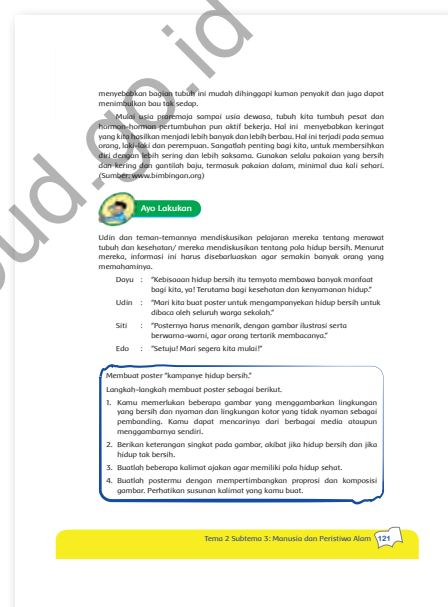 menyebabkan bagian tubuh ini mudah dihinggapi kuman penyakit dan juga dapat
menimbulkan bau tak sedap.
Mulai usia praremaja sampai usia dewasa, tubuh kita tumbuh pesat dan
hormon-hormon pertumbuhan pun aktif bekerja. Hal ini menyebabkan keringat
yang kita hasilkan menjadi lebih banyak dan lebih berbau. Hal ini terjadi pada semua
orang, laki-laki dan perempuan. Sangatlah penting bagi kita, untuk membersihkan
diri dengan lebih sering dan lebih saksama. Gunakan selalu pakaian yang bersih
dan kering dan gantilah baju, termasuk pakaian dalam, minimal dua kali sehari.
(Sumber: www.bimbingan.org)
Ayo Lakukan
Udin dan teman-temannya mendiskusikan pelajaran mereka tentang merawat
tubuh dan kesehatan/ mereka mendiskusikan tentang pola hidup bersih. Menurut
mereka, informasi ini harus disebarluaskan agar semakin banyak orang yang
memahaminya.
Dayu : "Kebisaaan hidup bersih itu ternyata membawa banyak manfaat
bagi kita, ya! Terutama bagi kesehatan dan kenyamanan hidup."
Udin : "Mari kita buat poster untuk mengampanyekan hidup bersih untuk
dibaca oleh seluruh warga sekolah."
Siti : "Posternya harus menarik, dengan gambar ilustrasi serta
berwarna-warni, agar orang tertarik membacanya."
Edo : "Setuju! Mari segera kita mulai!"
Membuat poster "kampanye hidup bersih."
Langkah-langkah membuat poster sebagai berikut.
1. Kamu memerlukan beberapa gambar yang menggambarkan lingkungan
yang bersih dan nyaman dan lingkungan kotor yang tidak nyaman sebagai
pembanding. Kamu dapat mencarinya dari berbagai media ataupun
menggambarnya sendiri.
2. Berikan keterangan singkat pada gambar, akibat jika hidup bersih dan jika
hidup tak bersih.
3. Buatlah beberapa kalimat ajakan agar memiliki pola hidup sehat.
4. Buatlah postermu dengan mempertimbangkan proprosi dan komposisi
gambar. Perhatikan susunan kalimat yang kamu buat.
Tema 2 Subtema 3: Manusia dan Peristiwa Alam 121
ud.go.id